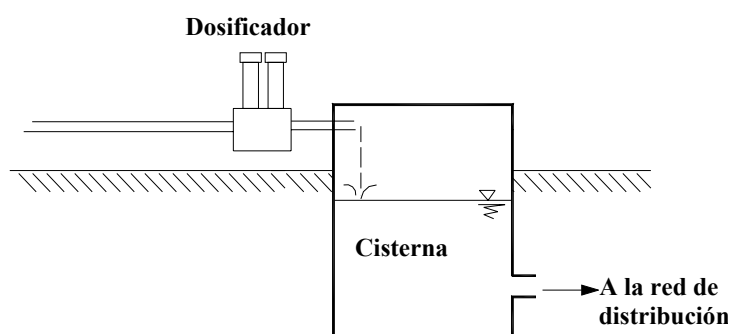 Dosificador
Cisterna
A la red de
distribución